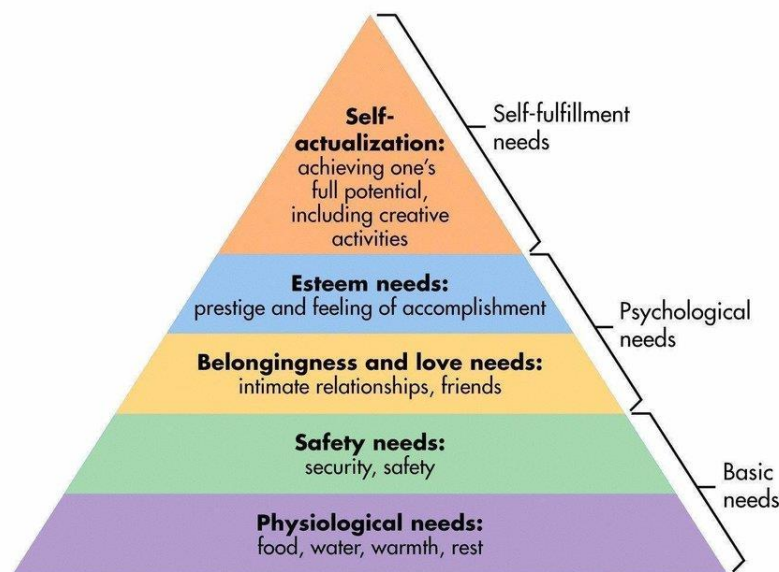 Self-
actualization:
achieving one's
full potential,
including creative
activities
Self-fulfillment
needs
Esteem needs:
prestige and feeling of accomplishment
Psychological
needs
Belongingness and love needs:
intimate relationships, friends
Safety needs:
security, safety
Basic
needs
Physiological needs:
food, water, warmth, rest